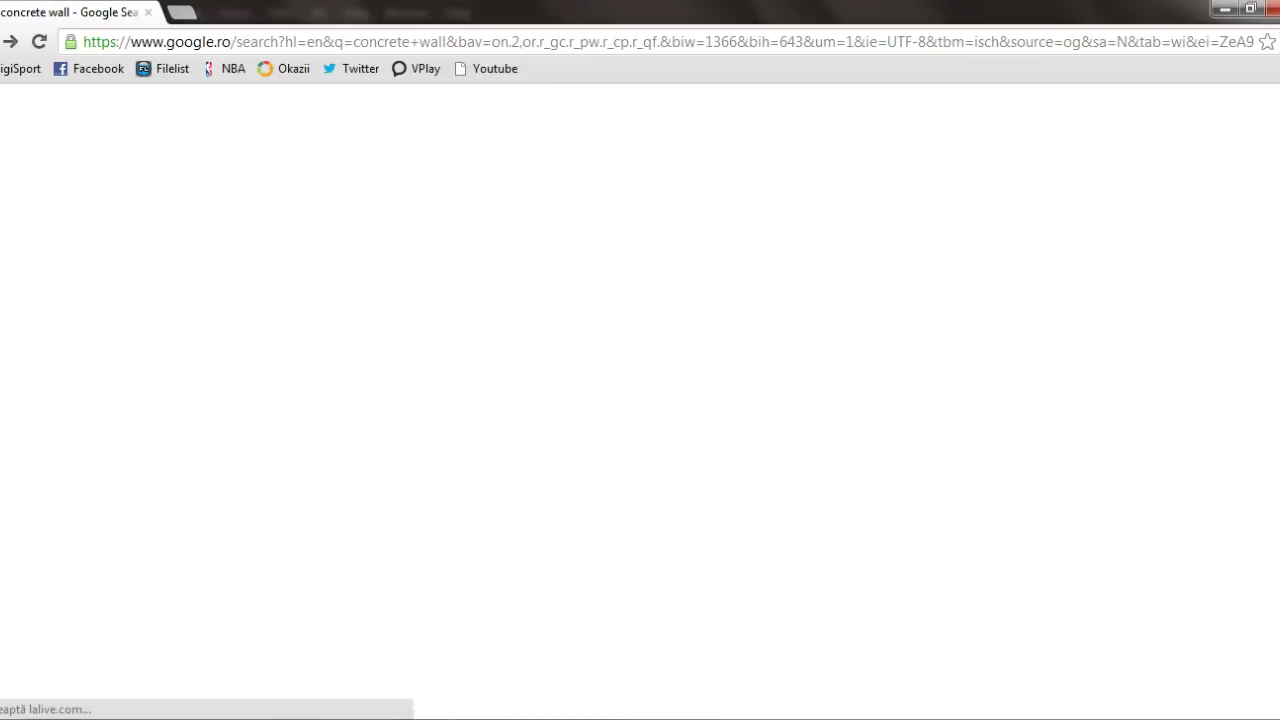 concrete wall - Google Sea
https://www.google.ro/search?hl=en&q=concrete+wall&bav=on.2,or.r_gc.r_pw.r_cp.r_qf.&biw=1366&bih=643&um=1&ie=UTF-8&tbm=isch&source=og&sa=N&tab=wi&ei=ZeA9
igiSport Facebook Filelist NBA Okazii Twitter VPlay Youtube
eaptă lalive.com...